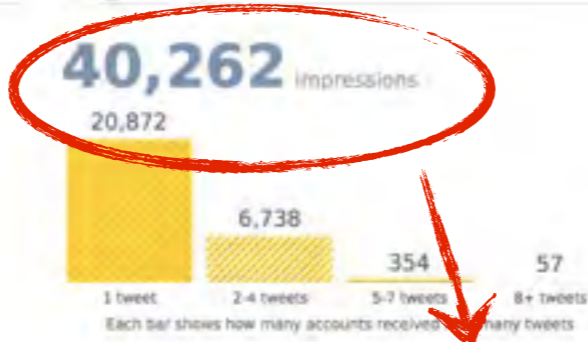 40,262 impressions
20,872
6,738
354
57
1 tweet
2-4 tweets
5-7 tweets
8+ tweets
Each bar shows how many accounts received many tweets